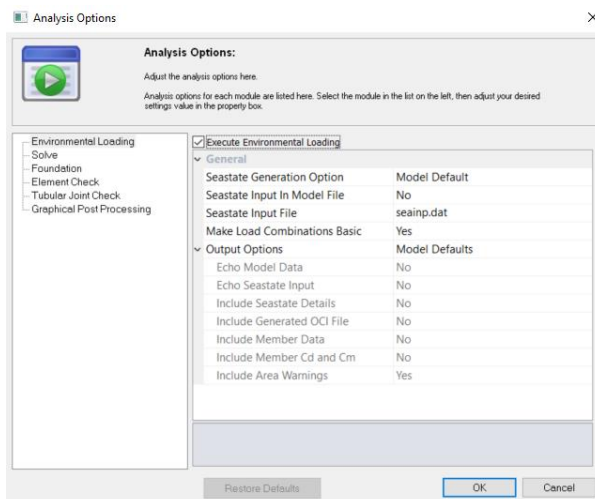 Analysis Options
Analysis Options:
Adjust the analysis options here.
Analysis options for each module are listed here. Select the module in the list on the left, then adjust your desired
settings value in the property box.
Environmental Loading
Solve
Foundation
Element Check
Tubular Joint Check
Graphical Post Processing
Execute Environmental Loading
General
Seastate Generation Option Model Default
Seastate Input In Model File No
Seastate Input File seainp.dat
Make Load Combinations Basic Yes
Output Options Model Defaults
Echo Model Data No
Echo Seastate Input No
Include Seastate Details No
Include Generated OCI File No
Include Member Data No
Include Member Cd and Cm No
Include Area Warnings Yes
Restore Defaults OK Cancel